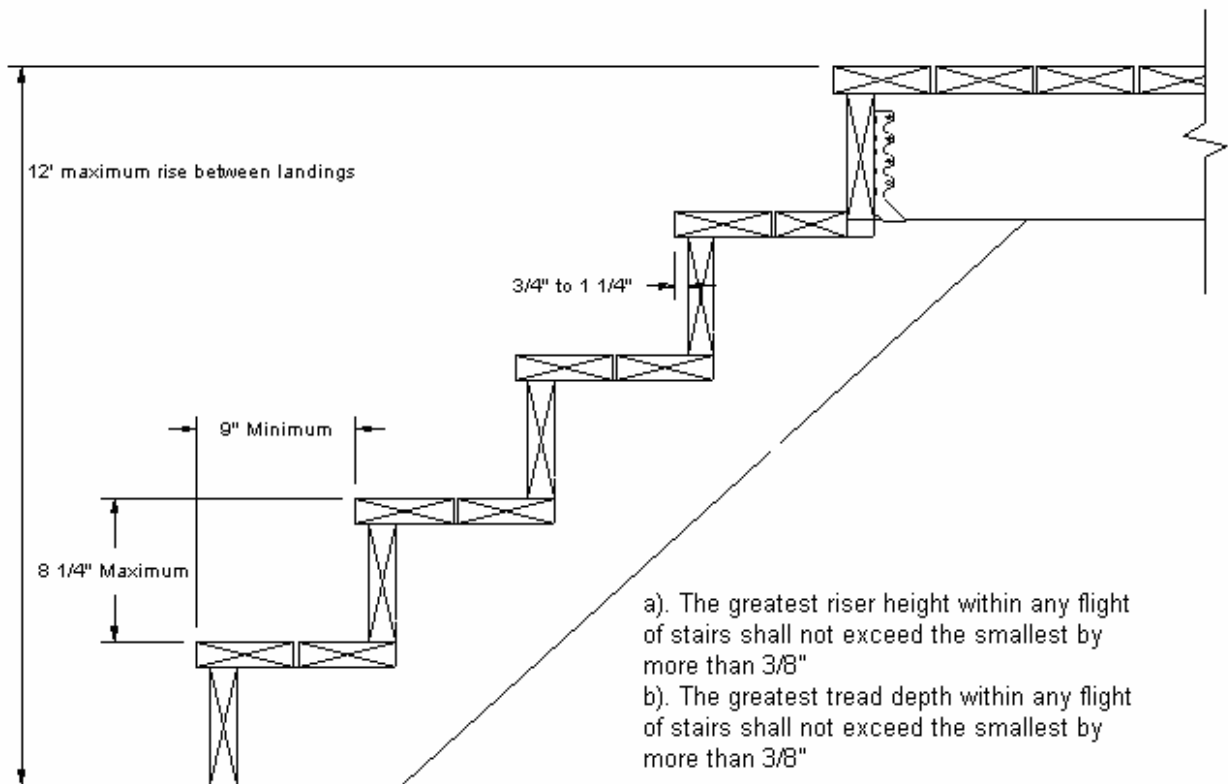 12' maximum rise between landings
3/4" to 1 1/4"
9" Minimum
8 1/4" Maximum
a). The greatest riser height within any flight
of stairs shall not exceed the smallest by
more than 3/8"
b). The greatest tread depth within any flight
of stairs shall not exceed the smallest by
more than 3/8"